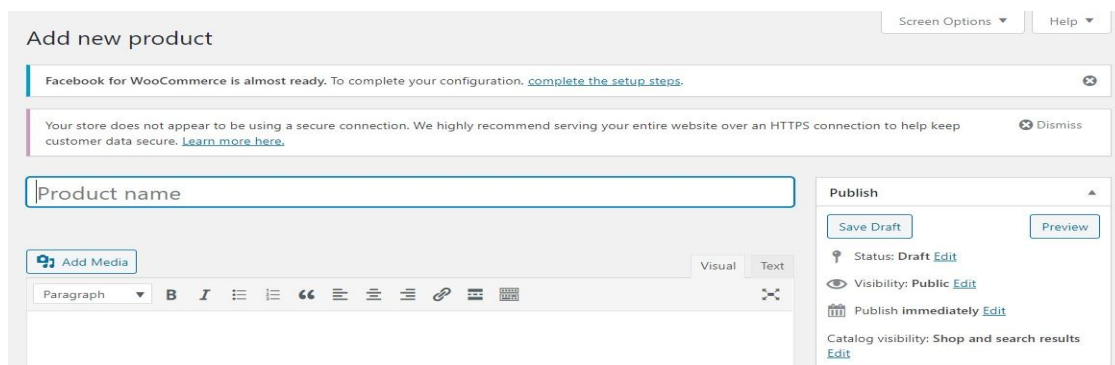 Screen Options ▼ Help ▼
Add new product
Facebook for WooCommerce is almost ready. To complete your configuration, complete the setup steps.
Your store does not appear to be using a secure connection. We highly recommend serving your entire website over an HTTPS connection to help keep
customer data secure. Learn more here.
Dismiss
Product name
Add Media
Visual Text
Paragraph ▼ B I
Publish
Save Draft Preview
Status: Draft Edit
Visibility: Public Edit
Publish immediately Edit
Catalog visibility: Shop and search results
Edit